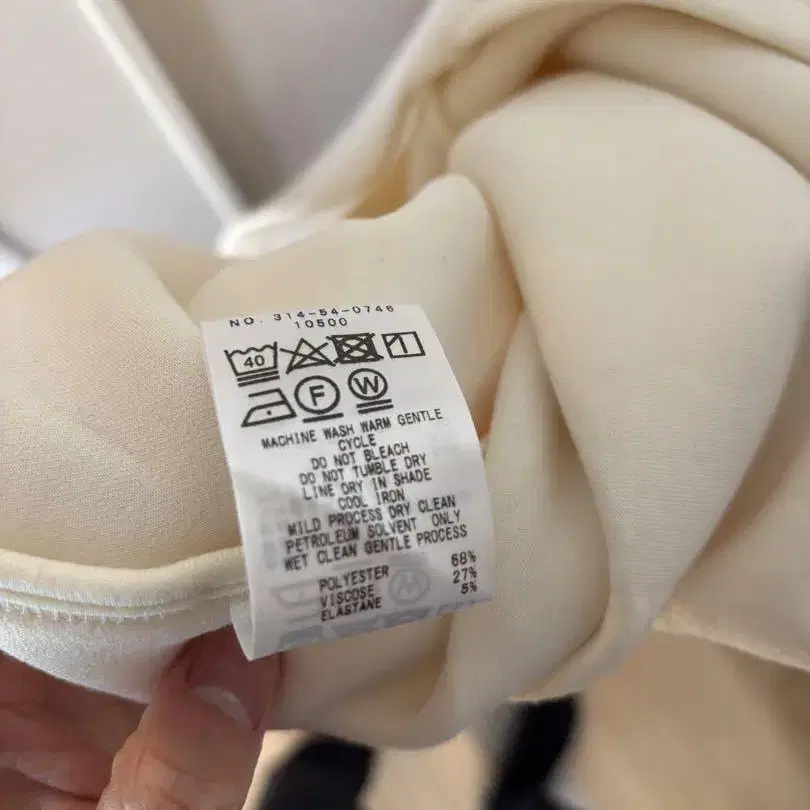 NO. 314-54-0746
10500
40
F W
MACHINE WASH WARM GENTLE
CYCLE
DO NOT BLEACH
DO NOT TUMBLE DRY
LINE DRY IN SHADE
COOL IRON
MILD PROCESS DRY CLEAN
PETROLEUM SOLVENT ONLY
WET CLEAN GENTLE PROCESS
POLYESTER 68%
VISCOSE 27%
ELASTANE 5%